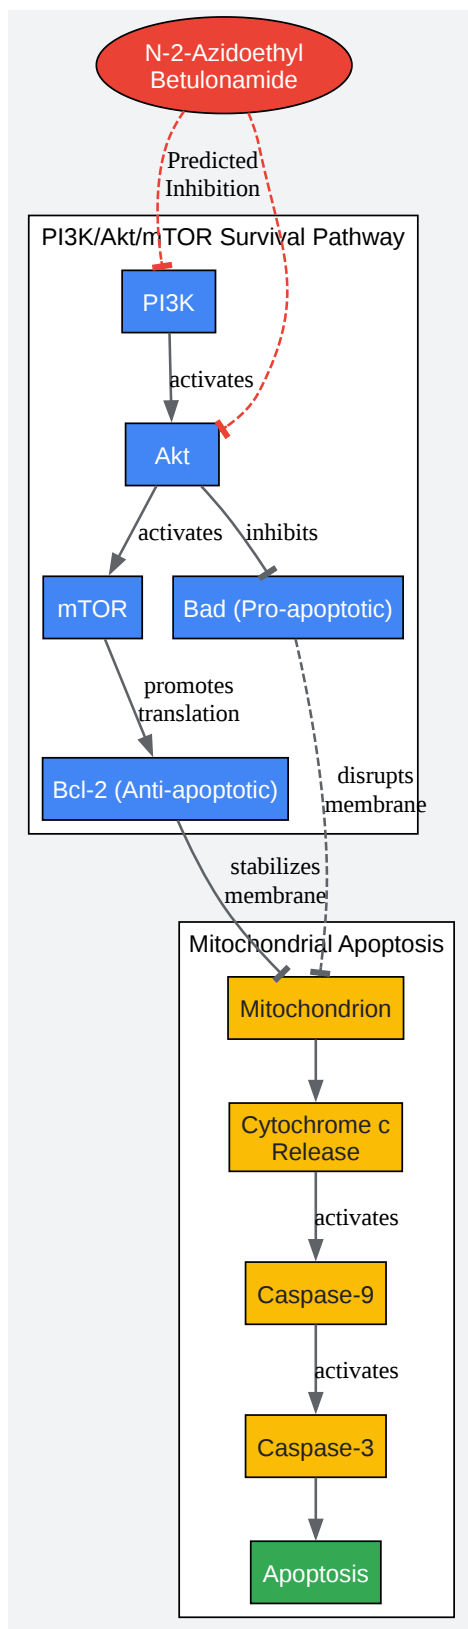 N-2-Azidoethyl
Betulonamide
Predicted
Inhibition
PI3K/Akt/mTOR Survival Pathway
PI3K
activates
Akt
activates
inhibits
mTOR
Bad (Pro-apoptotic)
promotes
translation
Bcl-2 (Anti-apoptotic)
disrupts
membrane
stabilizes
membrane
Mitochondrial Apoptosis
Mitochondrion
Cytochrome c
Release
activates
Caspase-9
activates
Caspase-3
Apoptosis